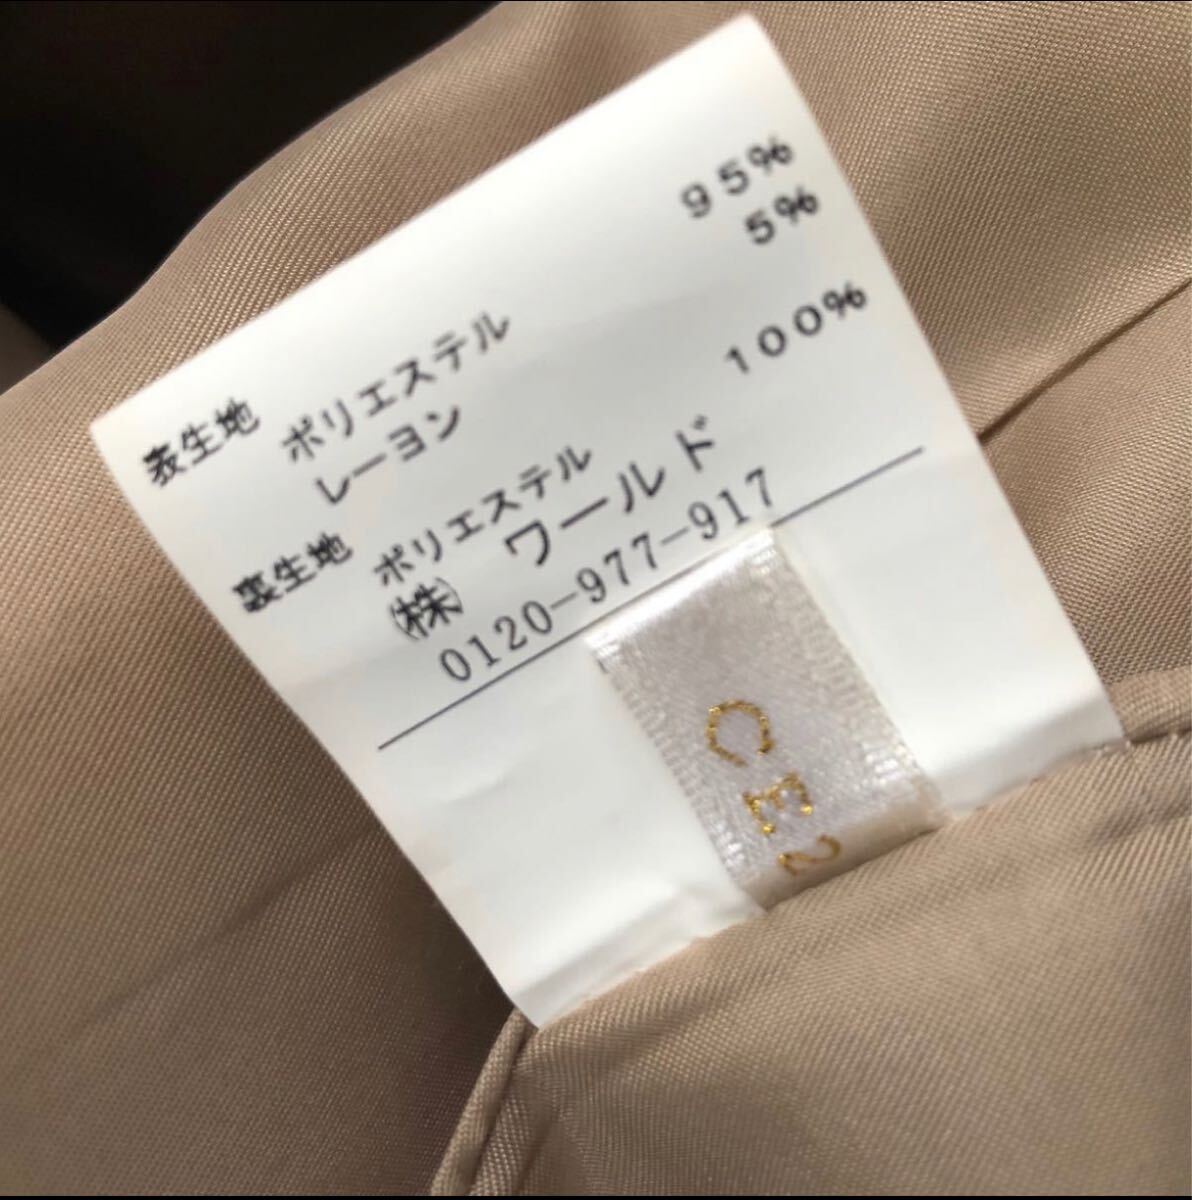 表生地 ポリエステル ９５％
レーヨン ５％
裏生地 ポリエステル １００％
㈱ ワールド
0120-977-917
CE2